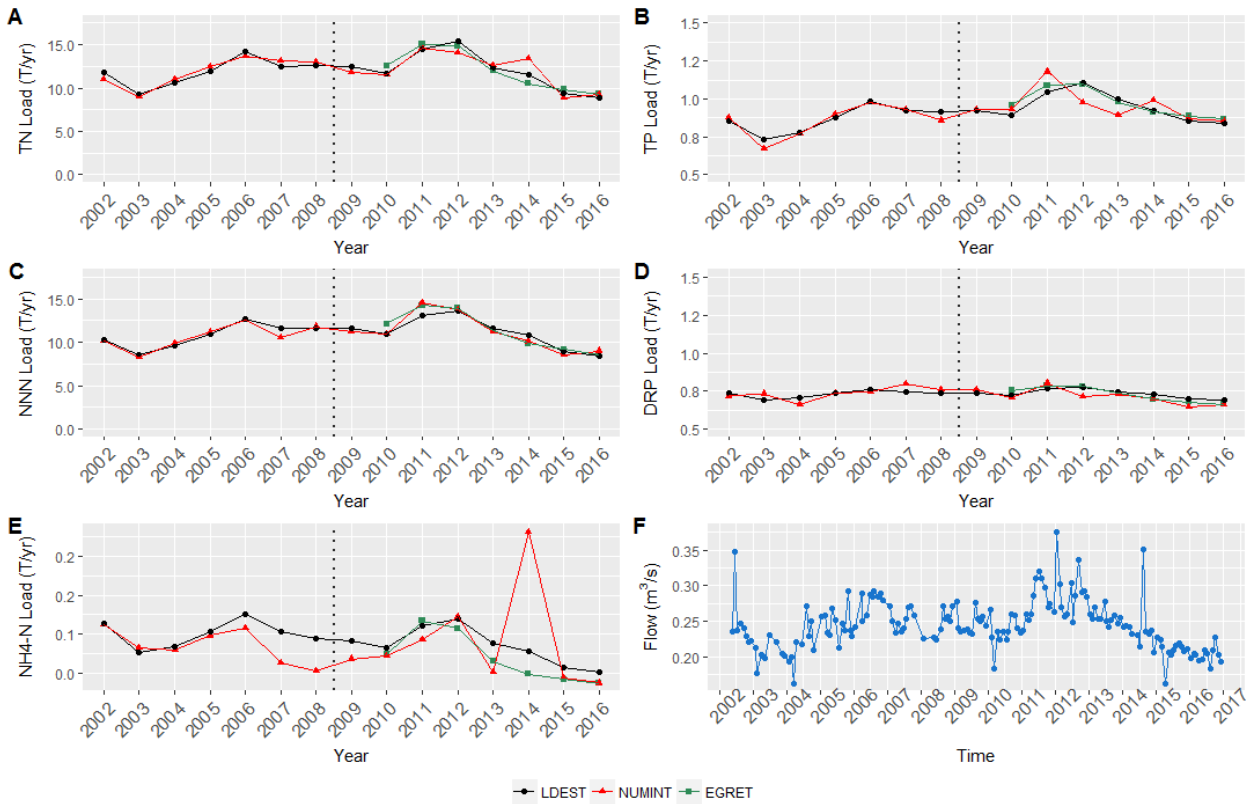 A
TN Load (T/yr)
15.0
10.0
5.0
0.0
2002 2003 2004 2005 2006 2007 2008 2009 2010 2011 2012 2013 2014 2015 2016
Year
B
TP Load (T/yr)
1.5
1.2
1.0
0.8
0.5
2002 2003 2004 2005 2006 2007 2008 2009 2010 2011 2012 2013 2014 2015 2016
Year
C
NNN Load (T/yr)
15.0
10.0
5.0
0.0
2002 2003 2004 2005 2006 2007 2008 2009 2010 2011 2012 2013 2014 2015 2016
Year
D
DRP Load (T/yr)
1.5
1.2
1.0
0.8
0.5
2002 2003 2004 2005 2006 2007 2008 2009 2010 2011 2012 2013 2014 2015 2016
Year
E
NH4-N Load (T/yr)
0.2
0.2
0.1
0.0
2002 2003 2004 2005 2006 2007 2008 2009 2010 2011 2012 2013 2014 2015 2016
Year
F
Flow (m³/s)
0.35
0.30
0.25
0.20
2002 2003 2004 2005 2006 2007 2008 2009 2010 2011 2012 2013 2014 2015 2016 2017
Time
LDEST NUMINT EGRET